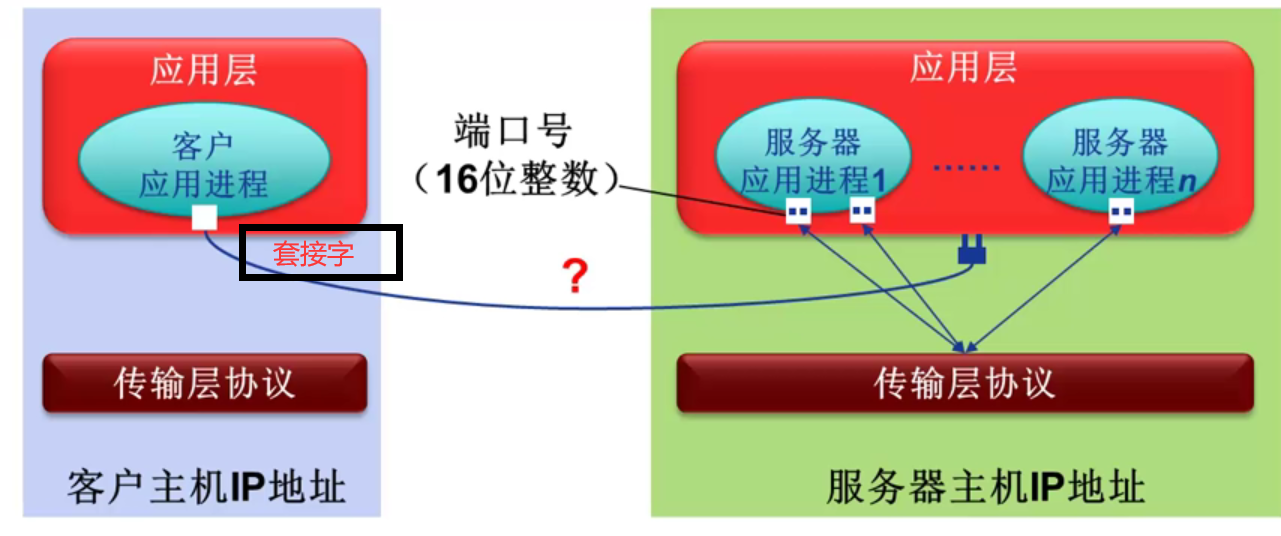 应用层
客户
应用进程
套接字
传输层协议
客户主机IP地址
端口号
（16位整数）
?
应用层
服务器
应用进程1
......
服务器
应用进程n
传输层协议
服务器主机IP地址